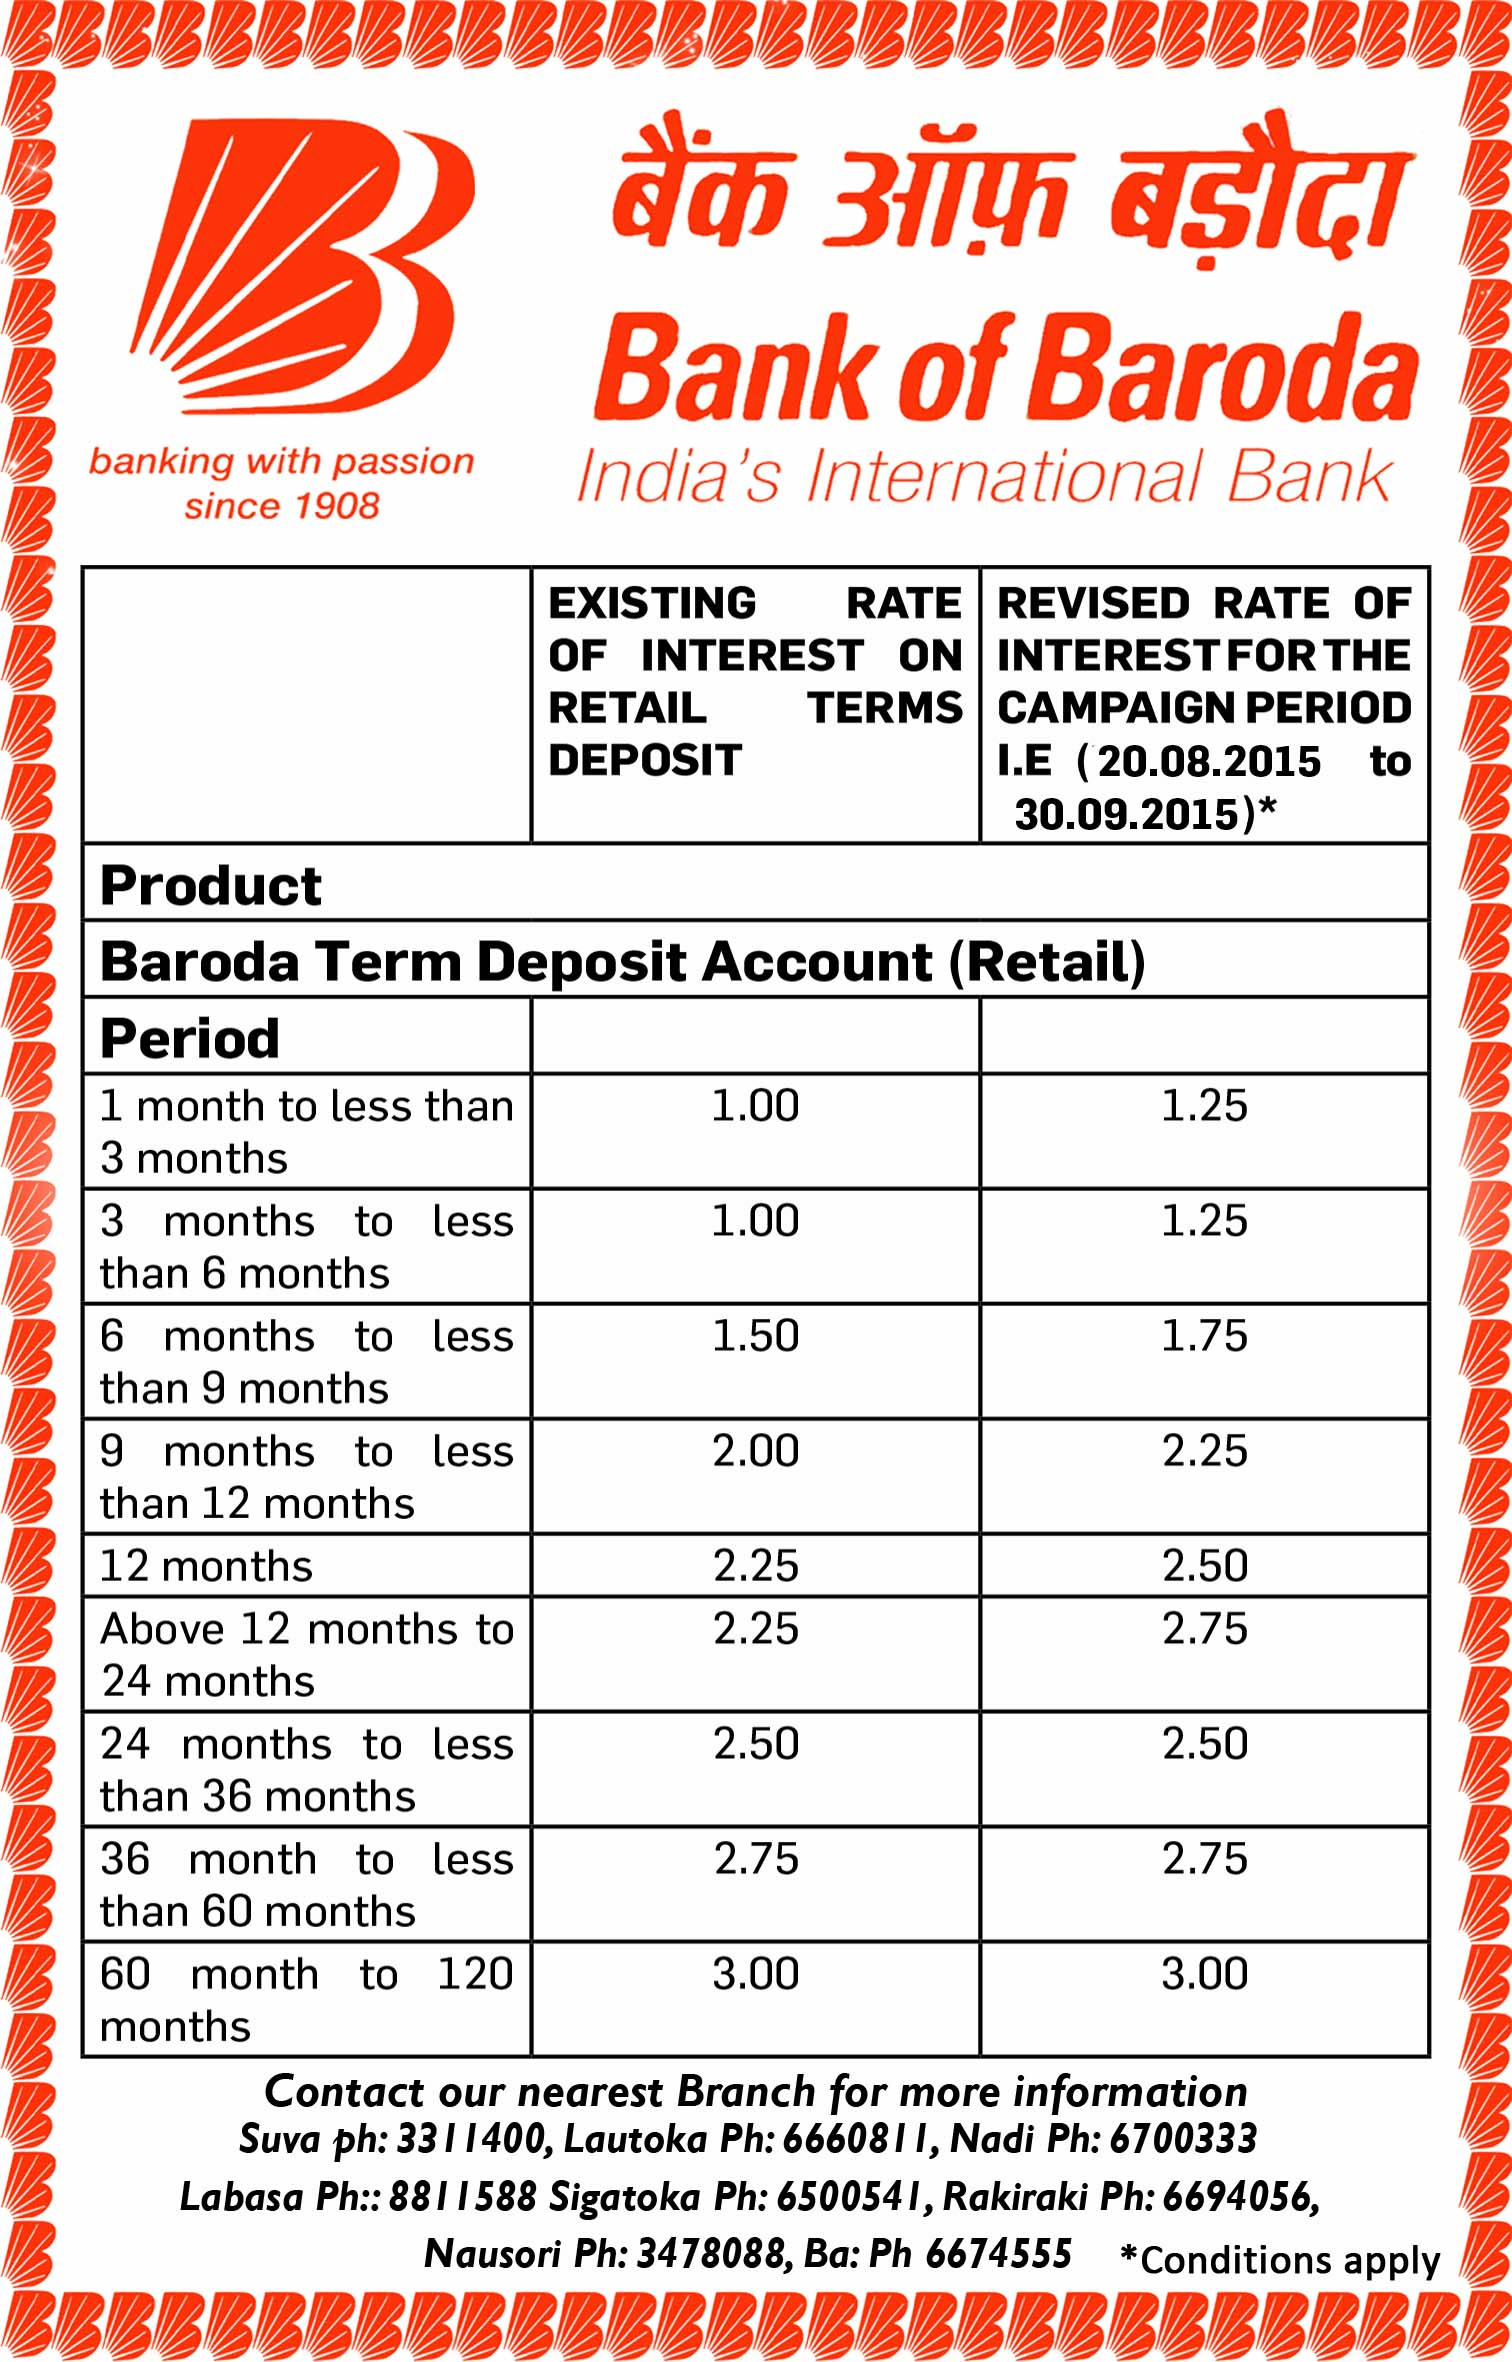 बैंक ऑफ़ बड़ौदा
Bank of Baroda
India's International Bank
banking with passion
since 1908
EXISTING RATE
OF INTEREST ON
RETAIL TERMS
DEPOSIT
REVISED RATE OF
INTEREST FOR THE
CAMPAIGN PERIOD
I.E (20.08.2015 to
30.09.2015)*
Product
Baroda Term Deposit Account (Retail)
Period
1 month to less than
3 months
1.00
1.25
3 months to less
than 6 months
1.00
1.25
6 months to less
than 9 months
1.50
1.75
9 months to less
than 12 months
2.00
2.25
12 months
2.25
2.50
Above 12 months to
24 months
2.25
2.75
24 months to less
than 36 months
2.50
2.50
36 month to less
than 60 months
2.75
2.75
60 month to 120
months
3.00
3.00
Contact our nearest Branch for more information
Suva ph: 3311400, Lautoka Ph: 6660811, Nadi Ph: 6700333
Labasa Ph:: 8811588 Sigatoka Ph: 6500541, Rakiraki Ph: 6694056,
Nausori Ph: 3478088, Ba: Ph 6674555 *Conditions apply